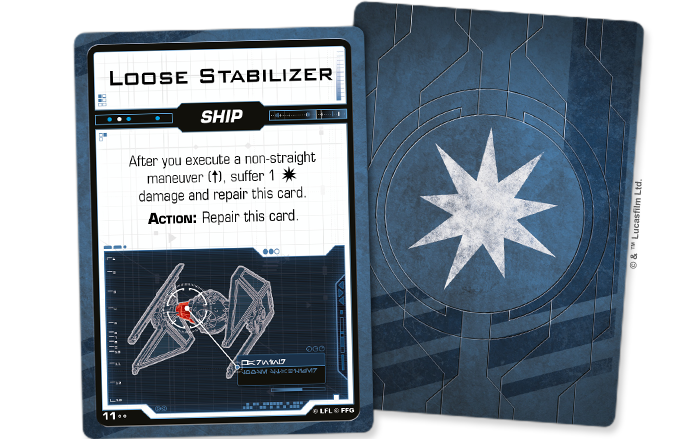 LOOSE STABILIZER
SHIP
After you execute a non-straight
maneuver (), suffer 1
damage and repair this card.
ACTION: Repair this card.
11
© LFL © FFG
© & ™ Lucasfilm Ltd.